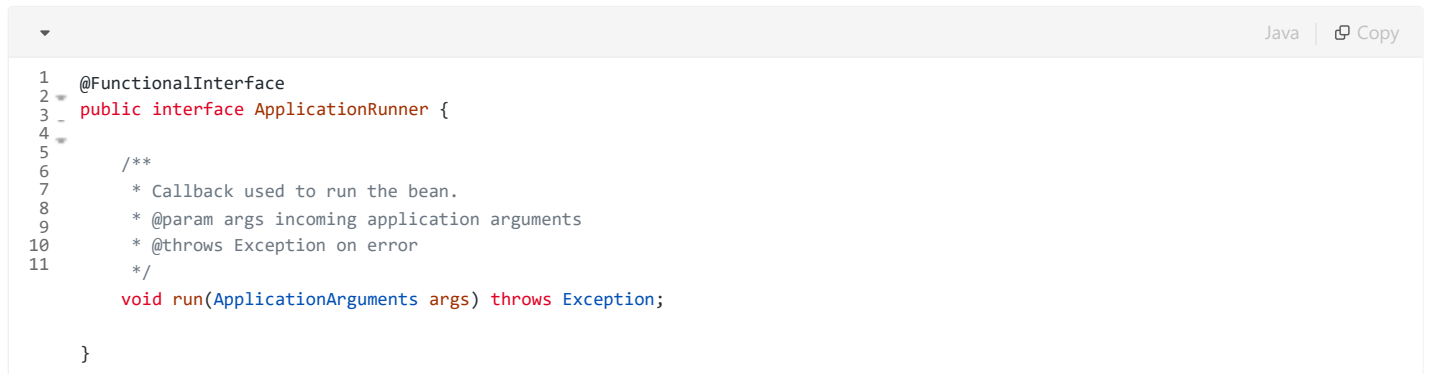 Java Copy
1 @FunctionalInterface
2 public interface ApplicationRunner {
3
4 /**
5 * Callback used to run the bean.
6 * @param args incoming application arguments
7 * @throws Exception on error
8 */
9 void run(ApplicationArguments args) throws Exception;
10
11 }